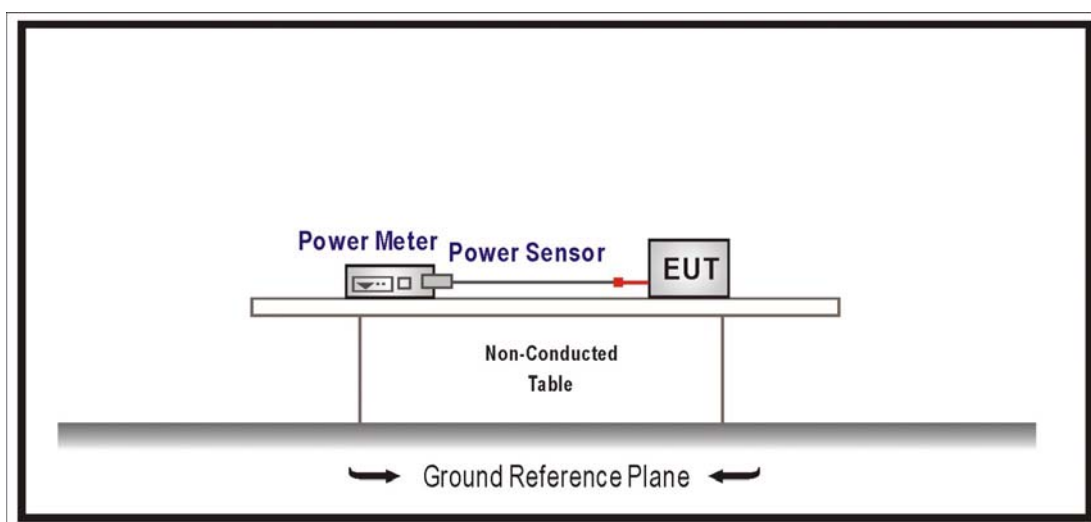 Power Meter
Power Sensor
EUT
Non-Conducted
Table
Ground Reference Plane